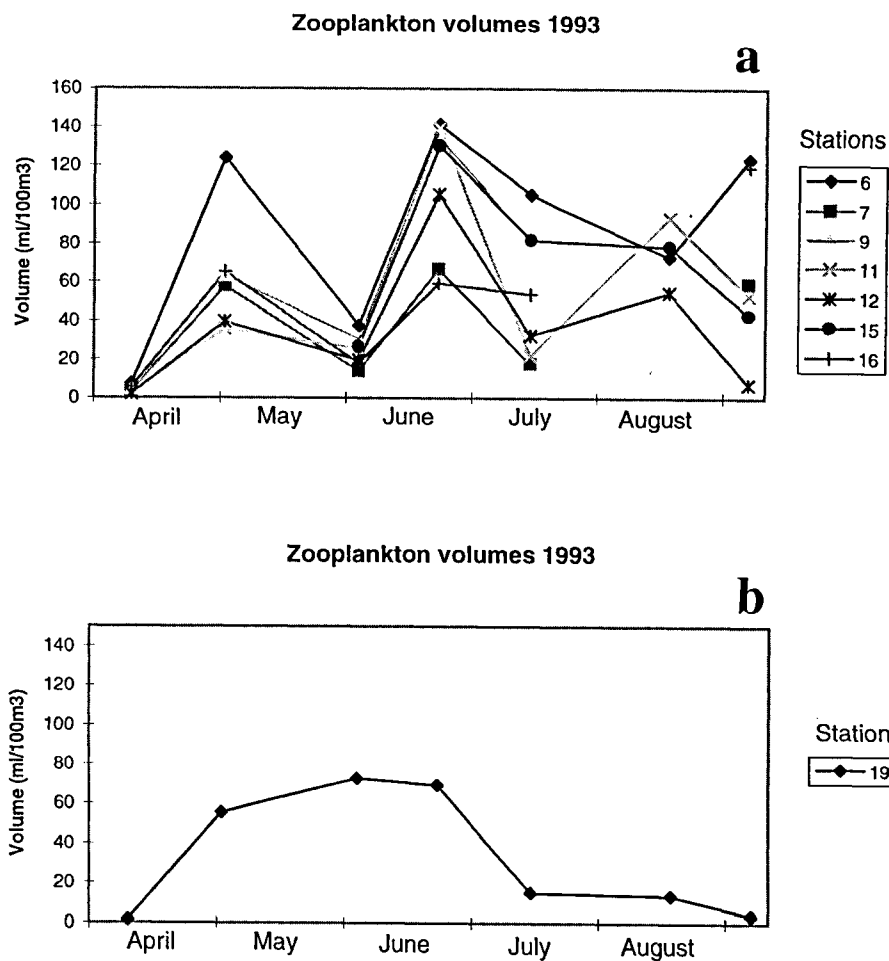 Zooplankton volumes 1993
a
Volume (ml/100m3)
160
140
120
100
80
60
40
20
0
April May June July August
Stations
6
7
9
11
12
15
16
Zooplankton volumes 1993
b
Volume (ml/100m3)
140
120
100
80
60
40
20
0
April May June July August
Station
19